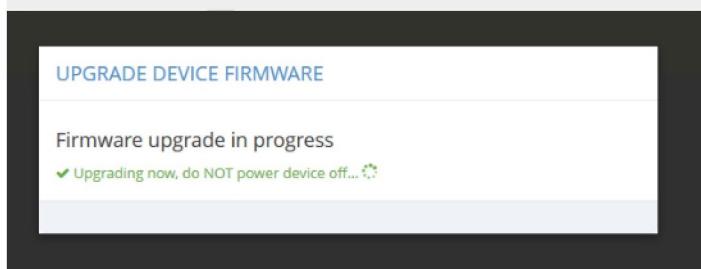 UPGRADE DEVICE FIRMWARE
Firmware upgrade in progress
Upgrading now, do NOT power device off...